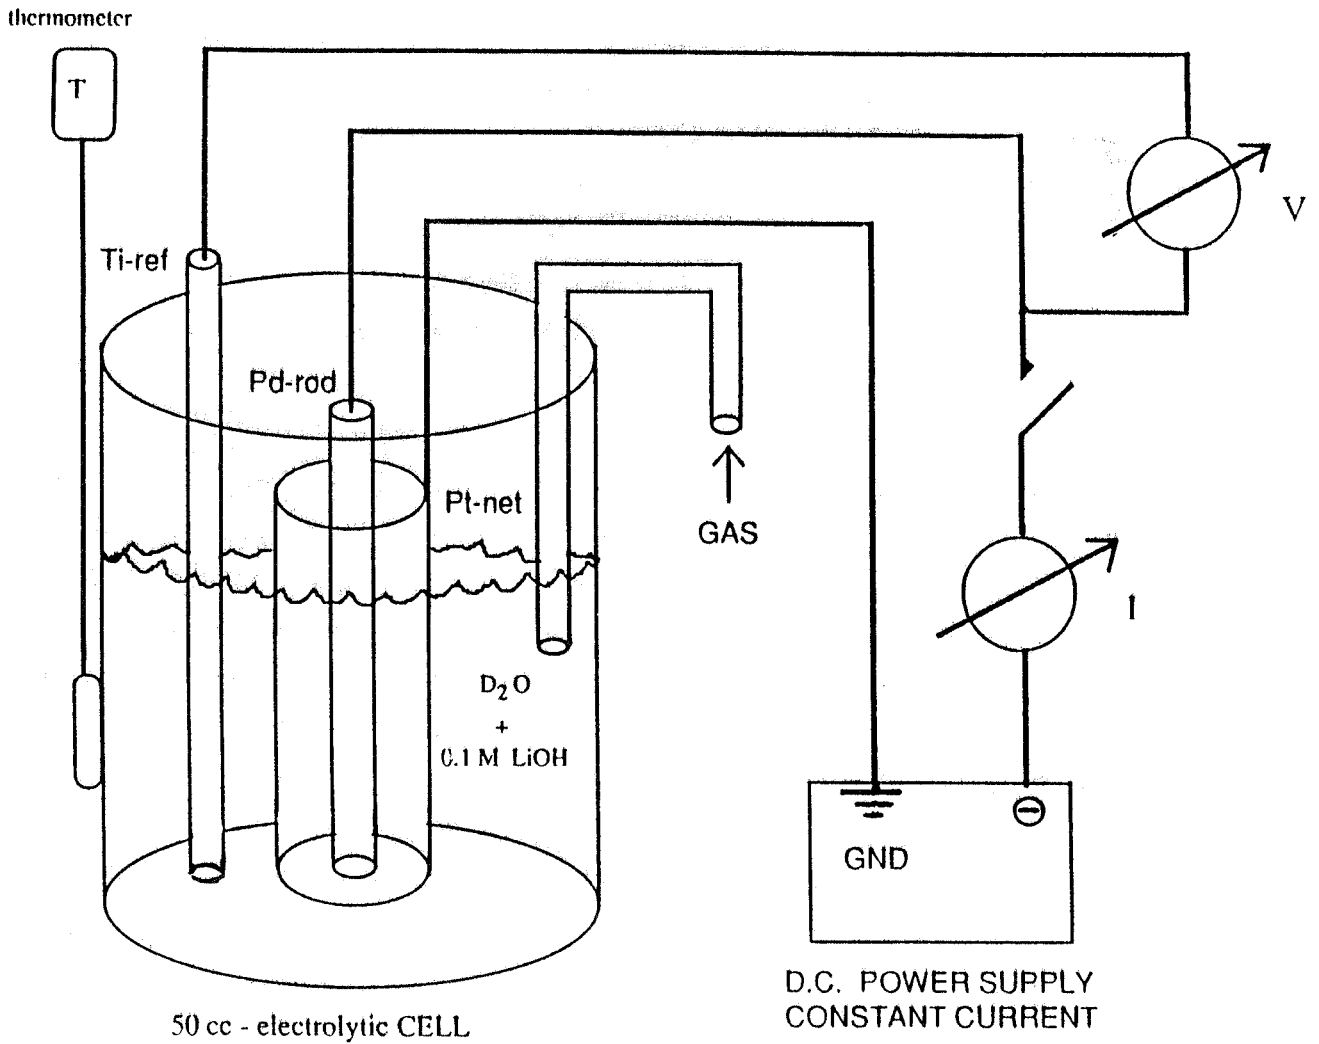 thermometer
T
V
Ti-ref
Pd-rod
Pt-net
GAS
I
D₂O
+
0.1 M LiOH
⊖
GND
D.C. POWER SUPPLY
CONSTANT CURRENT
50 cc - electrolytic CELL